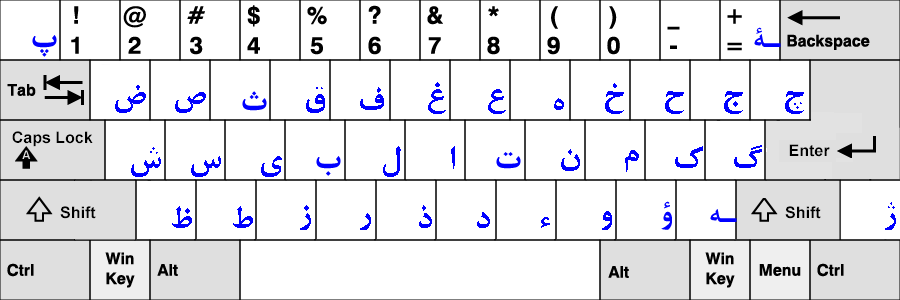 پ ! 1 @ 2 # 3 $ 4 % 5 ? 6 & 7 * 8 ( 9 ) 0 _ - + = ـهٔ Backspace
Tab ض ص ث ق ف غ ع ه خ ح ج چ
Caps Lock A ش س ی ب ل ا ت ن م ک گ Enter
Shift ظ ط ز ر ذ د ء و ؤ ـه Shift ژ
Ctrl Win Key Alt Alt Win Key Menu Ctrl